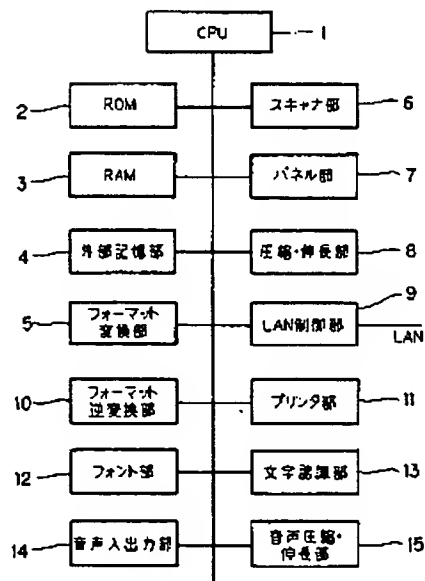 CPU
1
2
ROM
スキャナ部
6
3
RAM
パネル部
7
4
外部記憶部
圧縮・伸長部
8
5
フォーマット
変換部
LAN制御部
9
LAN
10
フォーマット
逆変換部
プリンタ部
11
12
フォント部
文字認識部
13
14
音声入出力部
音声圧縮・
伸長部
15